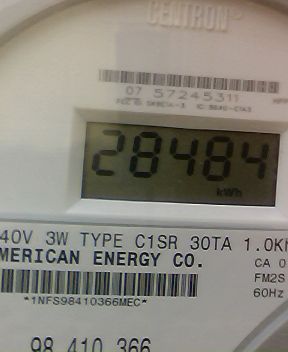 CENTRON®
07 57245311
28484
kWh
40V 3W TYPE C1SR 30TA 1.0K
MERICAN ENERGY CO.
CA 0
FM2S
60Hz
*1NFS98410366MEC*
98 410 366